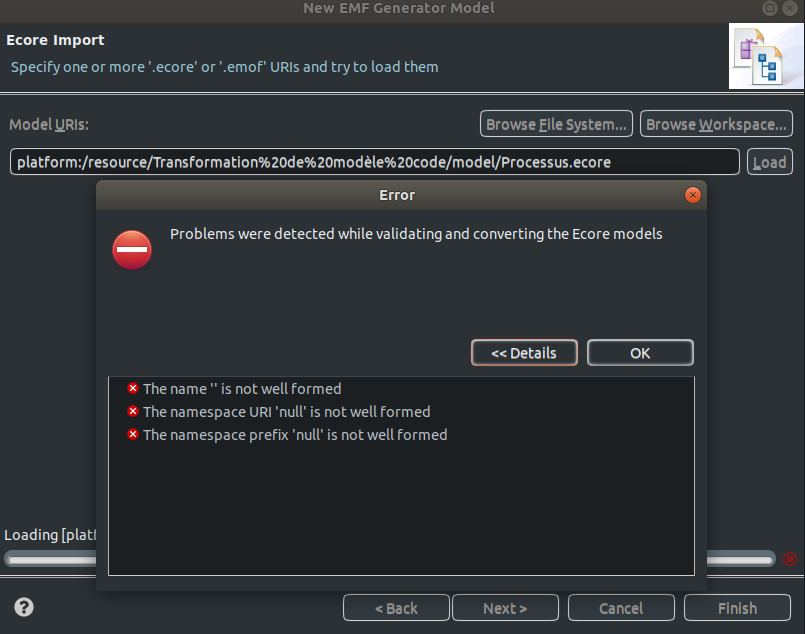 New EMF Generator Model
Ecore Import
Specify one or more '.ecore' or '.emof' URIs and try to load them
Model URIs:
Browse File System...
Browse Workspace...
platform:/resource/Transformation%20de%20modèle%20code/model/Processus.ecore
Load
Error
Problems were detected while validating and converting the Ecore models
<< Details
OK
The name '' is not well formed
The namespace URI 'null' is not well formed
The namespace prefix 'null' is not well formed
Loading [platf
?
< Back
Next >
Cancel
Finish